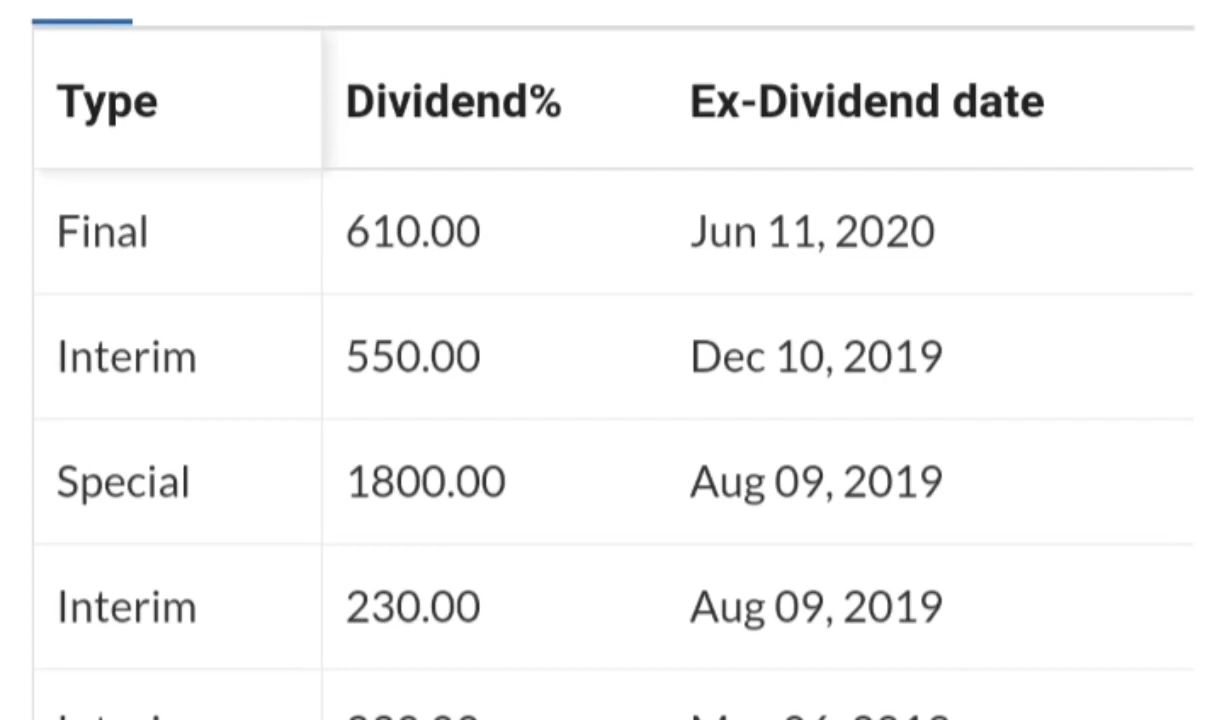 Type Dividend% Ex-Dividend date
Final 610.00 Jun 11, 2020
Interim 550.00 Dec 10, 2019
Special 1800.00 Aug 09, 2019
Interim 230.00 Aug 09, 2019